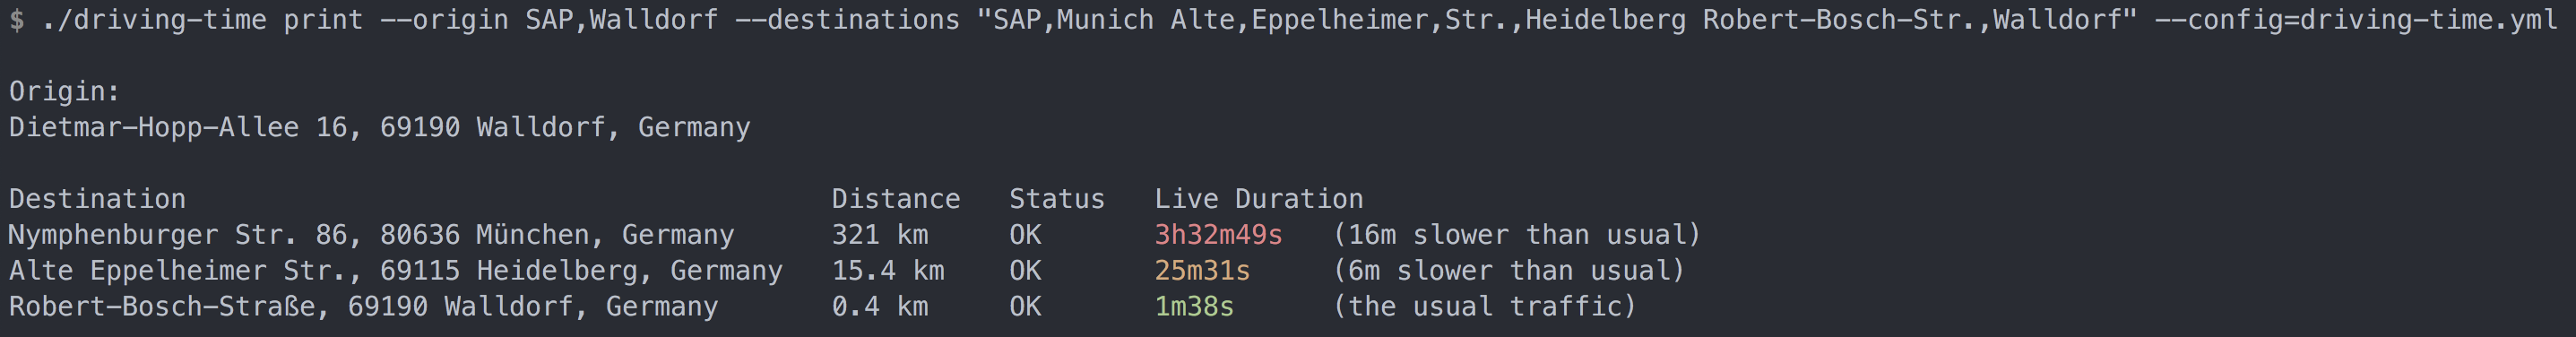 $ ./driving-time print --origin SAP,Walldorf --destinations "SAP,Munich Alte,Eppelheimer,Str.,Heidelberg Robert-Bosch-Str.,Walldorf" --config=driving-time.yml
Origin:
Dietmar-Hopp-Allee 16, 69190 Walldorf, Germany
Destination Distance Status Live Duration
Nymphenburger Str. 86, 80636 München, Germany 321 km OK 3h32m49s (16m slower than usual)
Alte Eppelheimer Str., 69115 Heidelberg, Germany 15.4 km OK 25m31s (6m slower than usual)
Robert-Bosch-Straße, 69190 Walldorf, Germany 0.4 km OK 1m38s (the usual traffic)